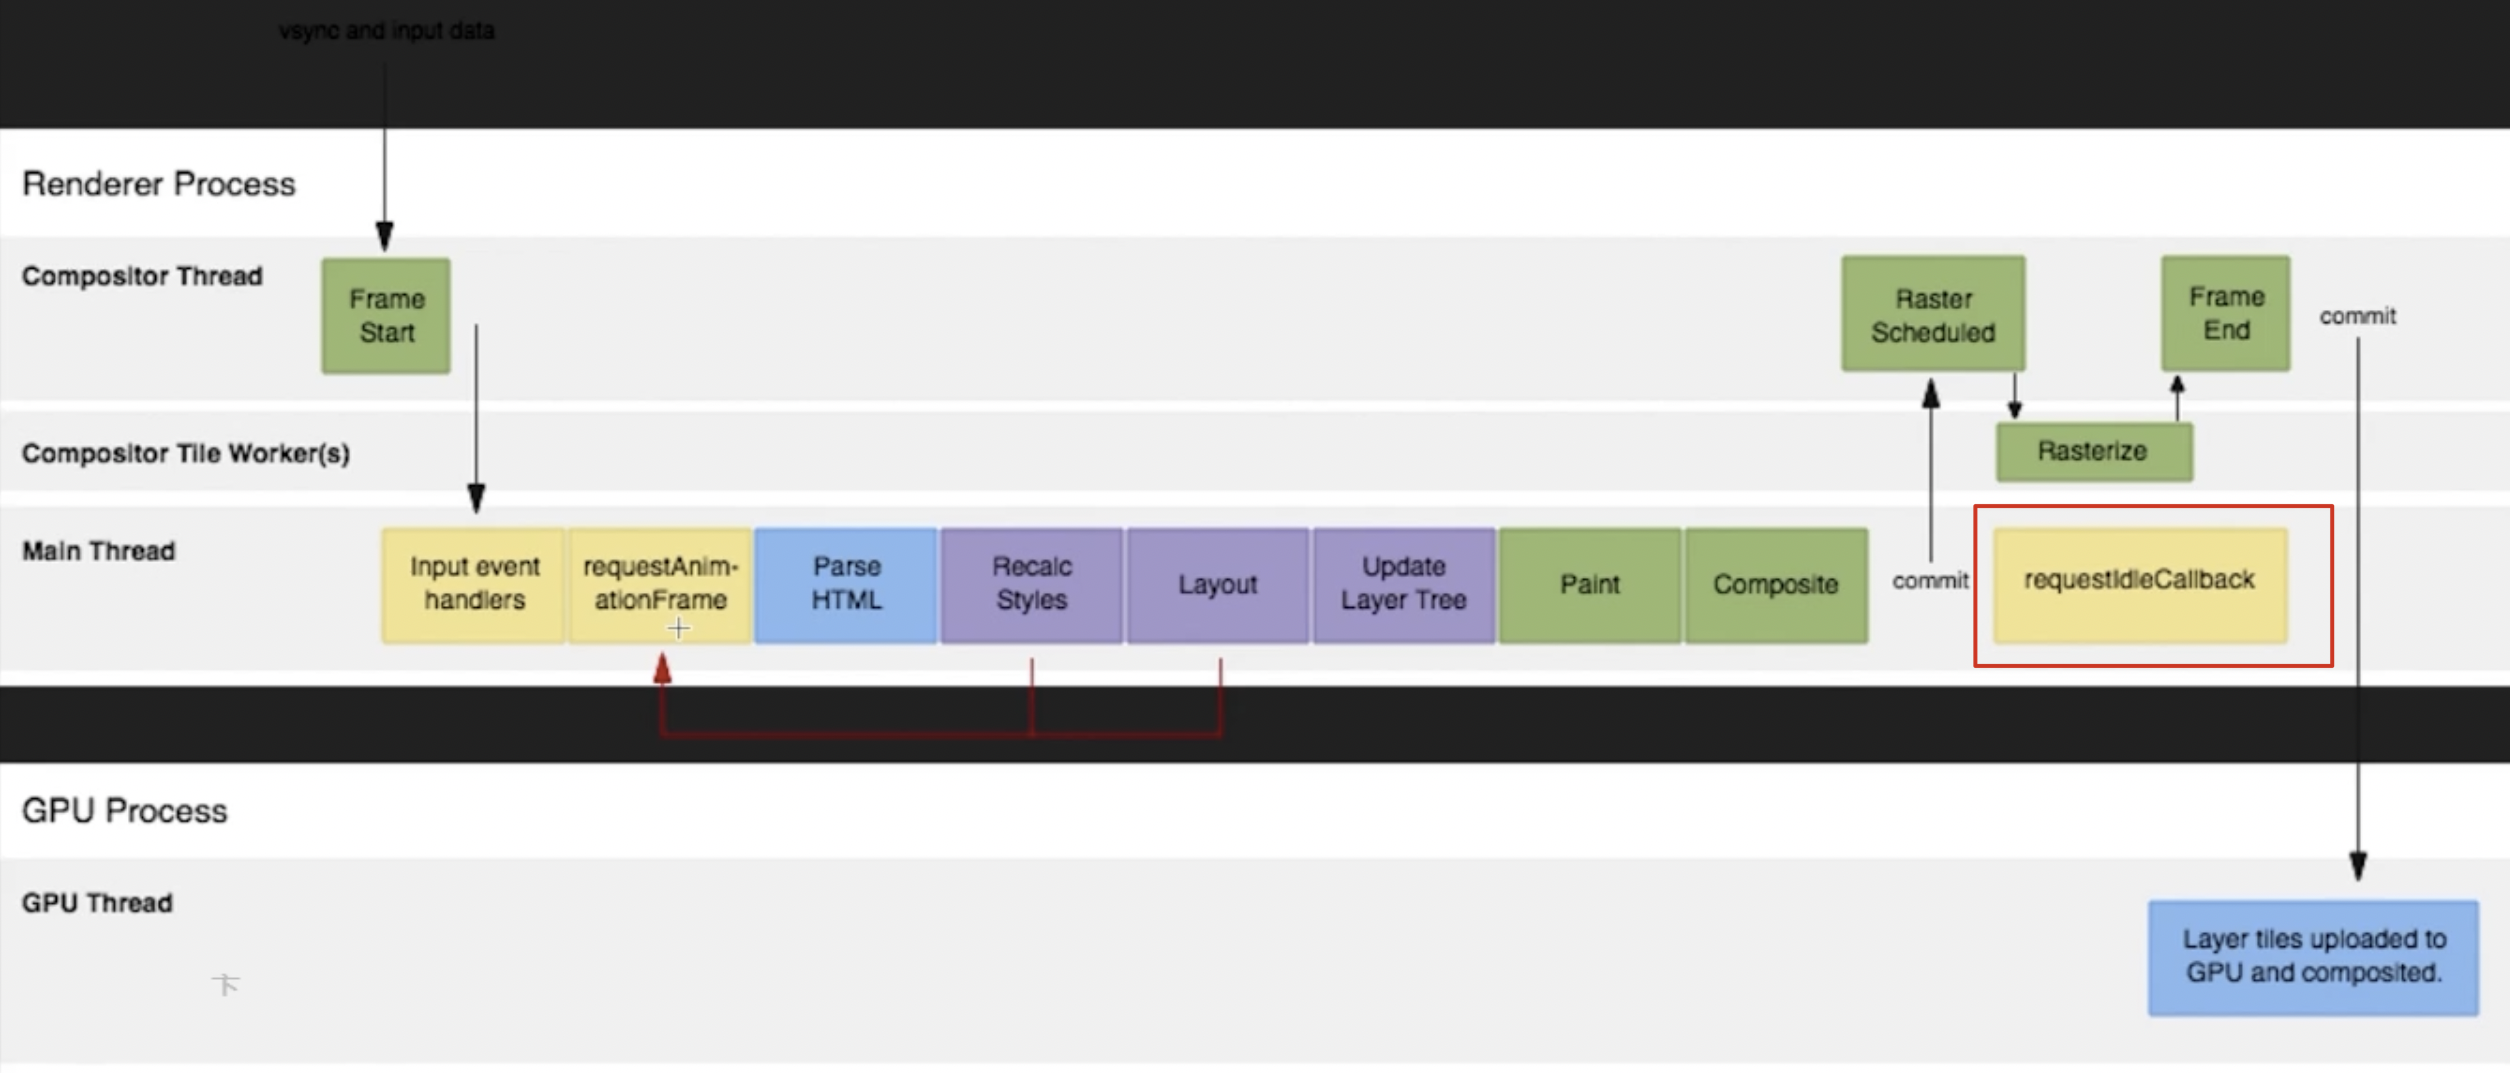 vsync and input data
Renderer Process
Compositor Thread
Frame
Start
Raster
Scheduled
Frame
End
commit
Compositor Tile Worker(s)
Rasterize
Main Thread
Input event
handlers
requestAnim-
ationFrame
Parse
HTML
Recalc
Styles
Layout
Update
Layer Tree
Paint
Composite
commit
requestIdleCallback
GPU Process
GPU Thread
Layer tiles uploaded to
GPU and composited.